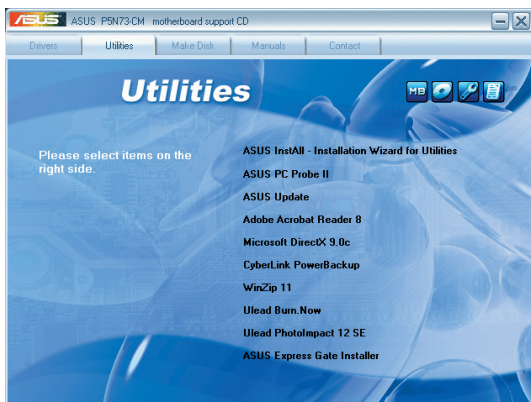 ASUS ASUS P5N73-CM motherboard support CD
Drivers Utilities Make Disk Manuals Contact
Utilities
MB
Please select items on the
right side.
ASUS InstAll - Installation Wizard for Utilities
ASUS PC Probe II
ASUS Update
Adobe Acrobat Reader 8
Microsoft DirectX 9.0c
CyberLink PowerBackup
WinZip 11
Ulead Burn.Now
Ulead PhotoImpact 12 SE
ASUS Express Gate Installer